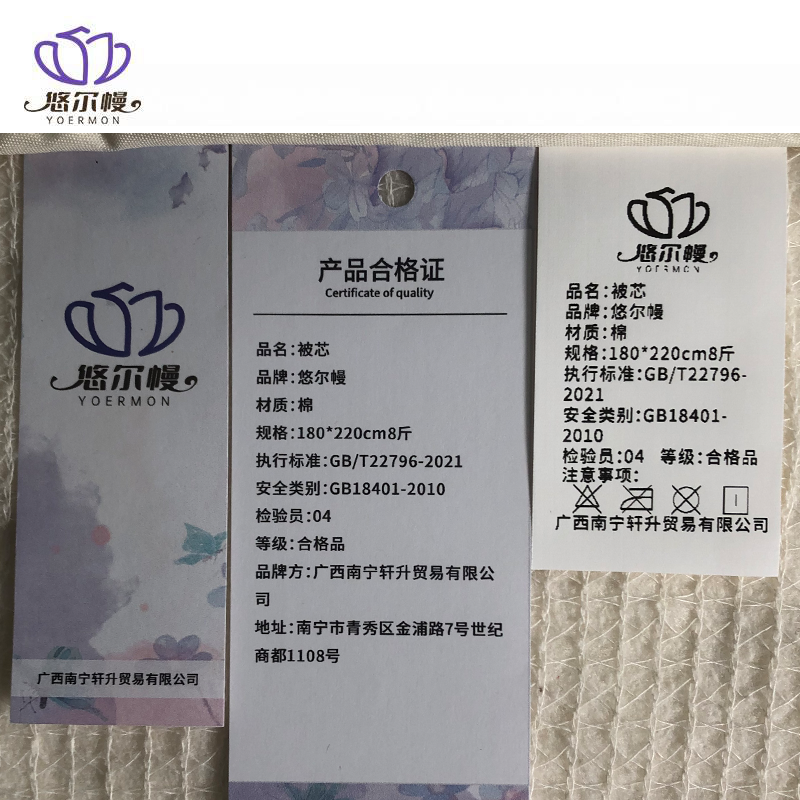 悠尔幔
YOERMON
悠尔幔
YOERMON
广西南宁轩升贸易有限公司
产品合格证
Certificate of quality
品名:被芯
品牌:悠尔幔
材质:棉
规格:180*220cm8斤
执行标准:GB/T22796-2021
安全类别:GB18401-2010
检验员:04
等级:合格品
品牌方:广西南宁轩升贸易有限公
司
地址:南宁市青秀区金浦路7号世纪
商都1108号
悠尔幔
YOERMON
品名:被芯
品牌:悠尔幔
材质:棉
规格:180*220cm8斤
执行标准:GB/T22796-
2021
安全类别:GB18401-
2010
检验员:04 等级:合格品
注意事项:
广西南宁轩升贸易有限公司